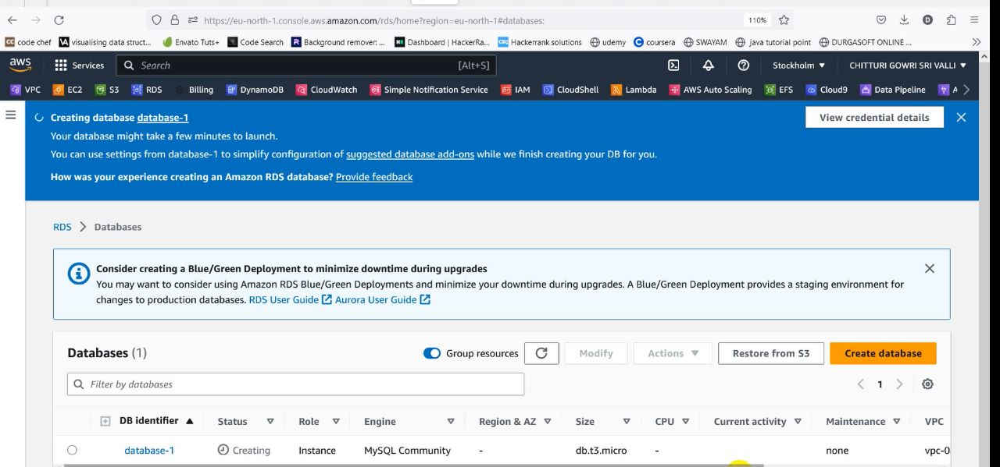 https://eu-north-1.console.aws.amazon.com/rds/home?region=eu-north-1#databases:
110%
code chef visualising data struct... Envato Tuts+ Code Search Background remover: ... Dashboard | HackerRa... Hackerrank solutions udemy coursera SWAYAM java tutorial point DURGASOFT ONLINE ...
aws Services Search [Alt+S] Stockholm CHITTURI GOWRI SRI VALLI
VPC EC2 S3 RDS Billing DynamoDB CloudWatch Simple Notification Service IAM CloudShell Lambda AWS Auto Scaling EFS Cloud9 Data Pipeline A
Creating database database-1
View credential details
Your database might take a few minutes to launch.
You can use settings from database-1 to simplify configuration of suggested database add-ons while we finish creating your DB for you.
How was your experience creating an Amazon RDS database? Provide feedback
RDS > Databases
Consider creating a Blue/Green Deployment to minimize downtime during upgrades
You may want to consider using Amazon RDS Blue/Green Deployments and minimize your downtime during upgrades. A Blue/Green Deployment provides a staging environment for
changes to production databases. RDS User Guide Aurora User Guide
Databases (1) Group resources Modify Actions Restore from S3 Create database
Filter by databases
1
DB identifier Status Role Engine Region & AZ Size CPU Current activity Maintenance VPC
database-1 Creating Instance MySQL Community - db.t3.micro - none vpc-0